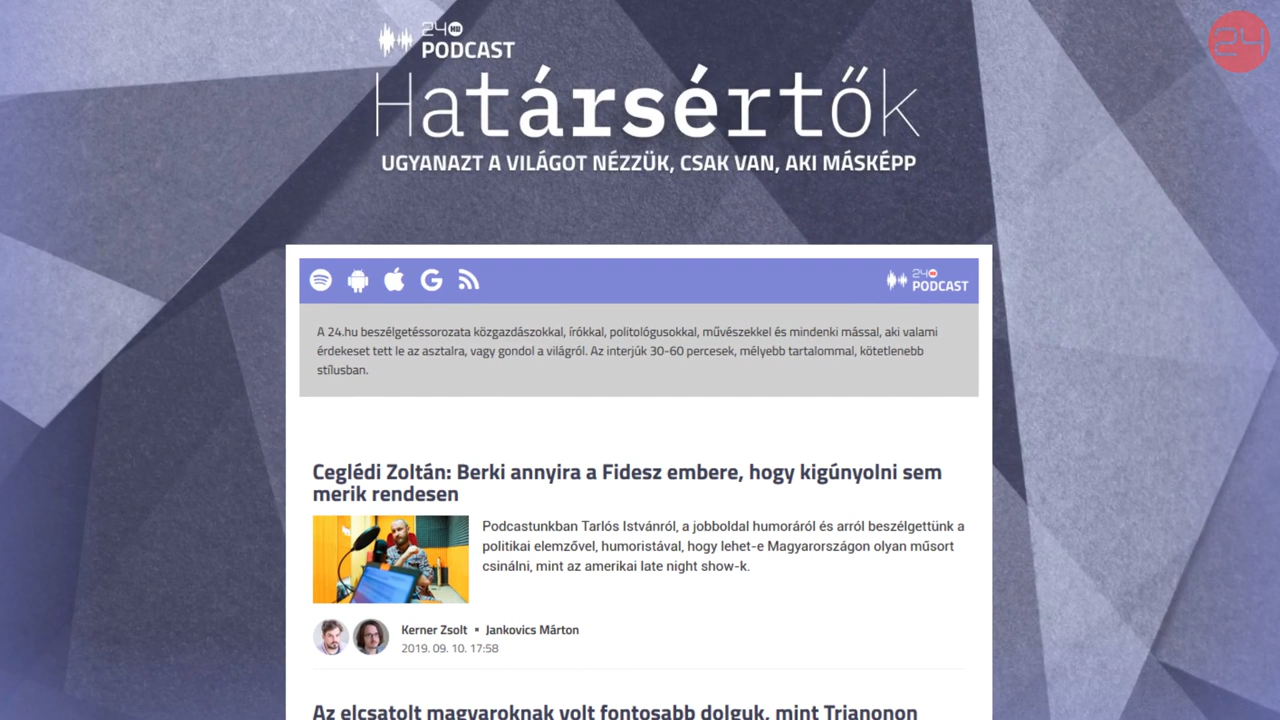 24 HU
PODCAST
24
Határsértők
UGYANAZT A VILÁGOT NÉZZÜK, CSAK VAN, AKI MÁSKÉPP
24
PODCAST
A 24.hu beszélgetéssorozata közgazdászokkal, írókkal, politológusokkal, művészekkel és mindenki mással, aki valami
érdekeset tett le az asztalra, vagy gondol a világról. Az interjúk 30-60 percesek, mélyebb tartalommal, kötetlenebb
stílusban.
Ceglédi Zoltán: Berki annyira a Fidesz embere, hogy kigúnyolni sem
merik rendesen
Podcastunkban Tarlós Istvánról, a jobboldal humoráról és arról beszélgettünk a
politikai elemzővel, humoristával, hogy lehet-e Magyarországon olyan műsort
csinálni, mint az amerikai late night show-k.
Kerner Zsolt ▪ Jankovics Márton
2019. 09. 10. 17:58
Az elcsatolt magyaroknak volt fontosabb dolguk, mint Trianonon